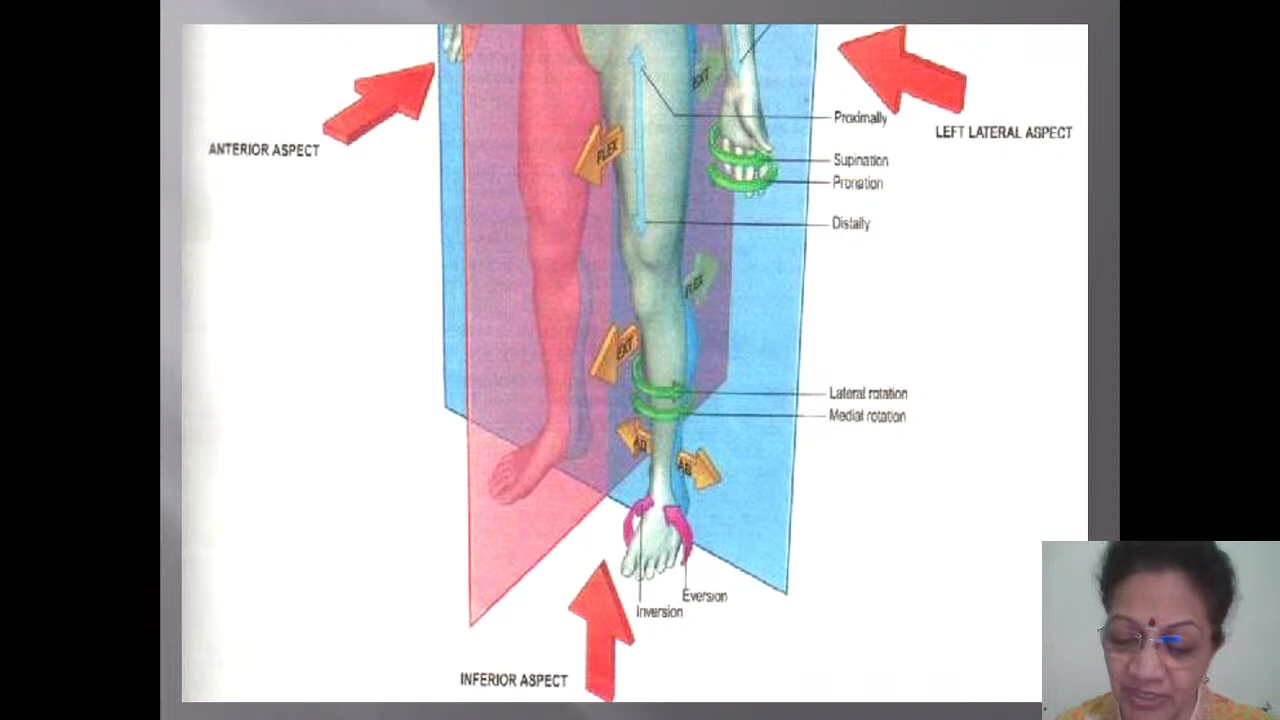 EXT
Proximally
LEFT LATERAL ASPECT
ANTERIOR ASPECT
FLEX
Supination
Pronation
Distally
FLEX
EXT
Lateral rotation
Medial rotation
AD
AB
Eversion
Inversion
INFERIOR ASPECT